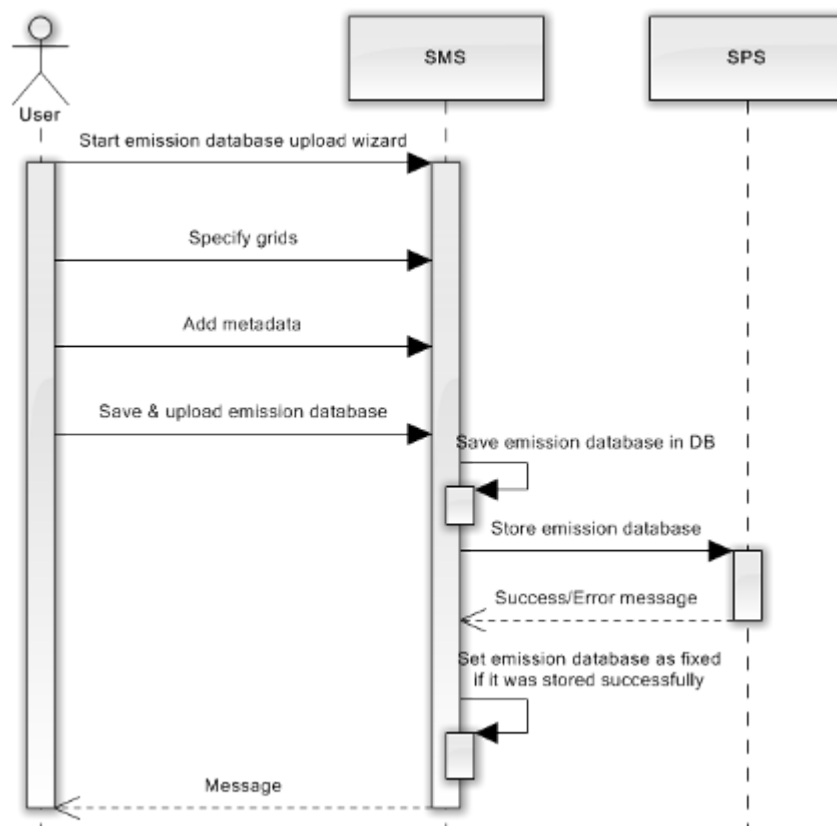 SMS
SPS
User
Start emission database upload wizard
Specify grids
Add metadata
Save & upload emission database
Save emission database in DB
Store emission database
Success/Error message
Set emission database as fixed
if it was stored successfully
Message